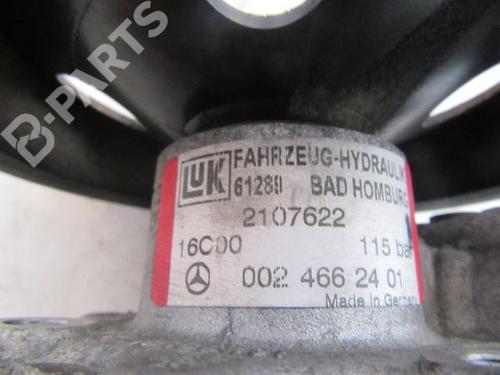 B-PARTS
LUK FAHRZEUG-HYDRAULIK
61289 BAD HOMBURG
2107622
16C00 115 bar
002 466 24 01
Made in Germany